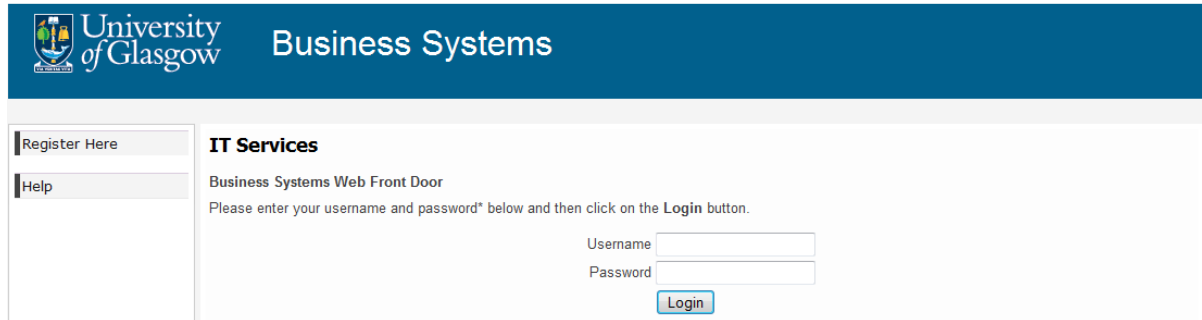 University
of Glasgow
Business Systems
Register Here
Help
IT Services
Business Systems Web Front Door
Please enter your username and password* below and then click on the Login button.
Username
Password
Login